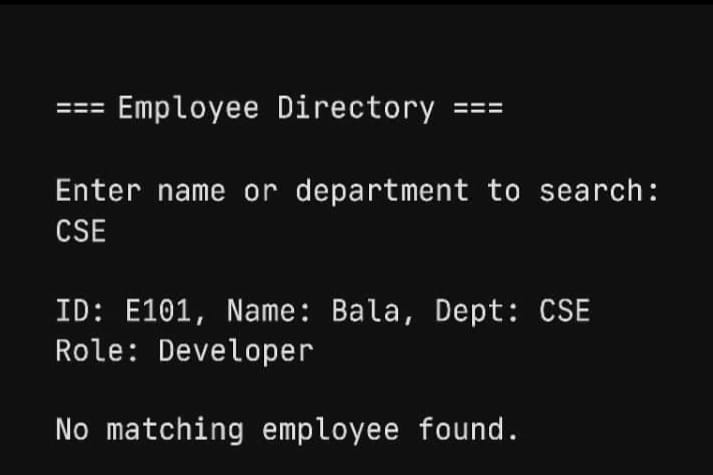 === Employee Directory ===
Enter name or department to search:
CSE
ID: E101, Name: Bala, Dept: CSE
Role: Developer
No matching employee found.